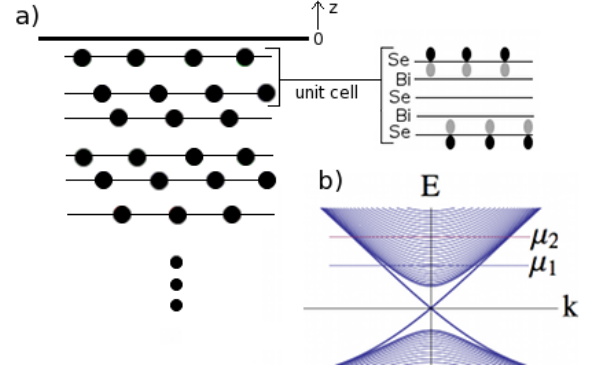 a)
z
0
unit cell
Se
Bi
Se
Bi
Se
b)
E
μ₂
μ₁
k